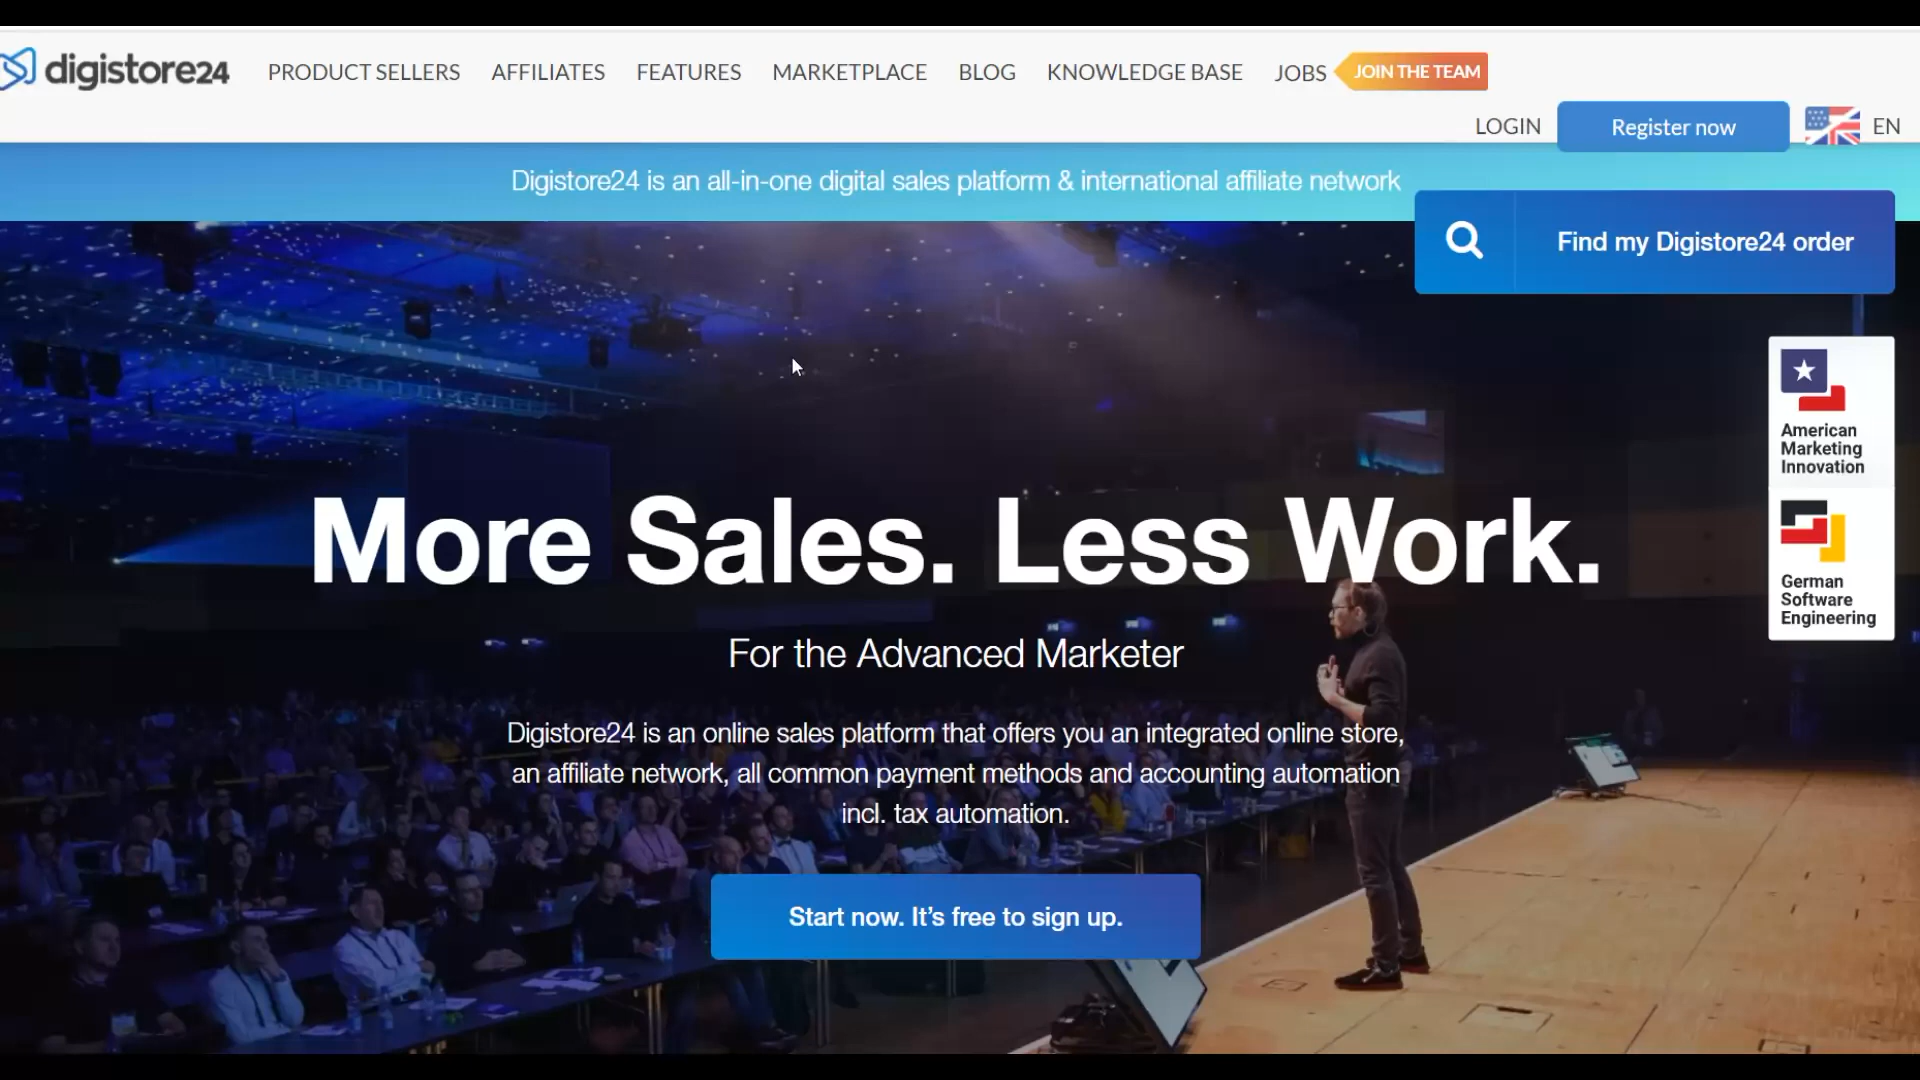 digistore24 PRODUCT SELLERS AFFILIATES FEATURES MARKETPLACE BLOG KNOWLEDGE BASE JOBS JOIN THE TEAM
LOGIN Register now EN
Digistore24 is an all-in-one digital sales platform & international affiliate network
Find my Digistore24 order
American
Marketing
Innovation
More Sales. Less Work.
German
Software
Engineering
For the Advanced Marketer
Digistore24 is an online sales platform that offers you an integrated online store,
an affiliate network, all common payment methods and accounting automation
incl. tax automation.
Start now. It's free to sign up.